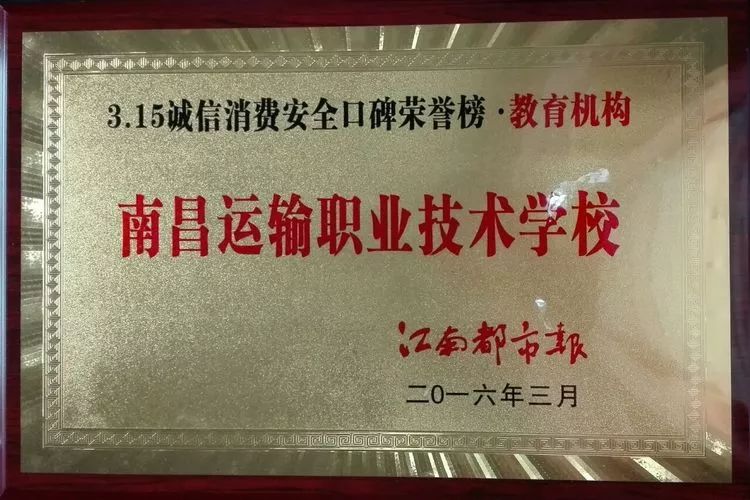 3.15诚信消费安全口碑荣誉榜·教育机构
南昌运输职业技术学校
江南都市报
二0一六年三月